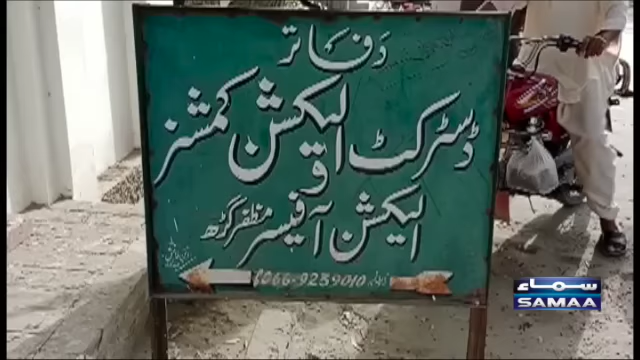 دفاتر
ڈسٹرکٹ الیکشن کمشنر
و
الیکشن آفیسر مظفرگڑھ
066-9239010
سماء
SAMAA